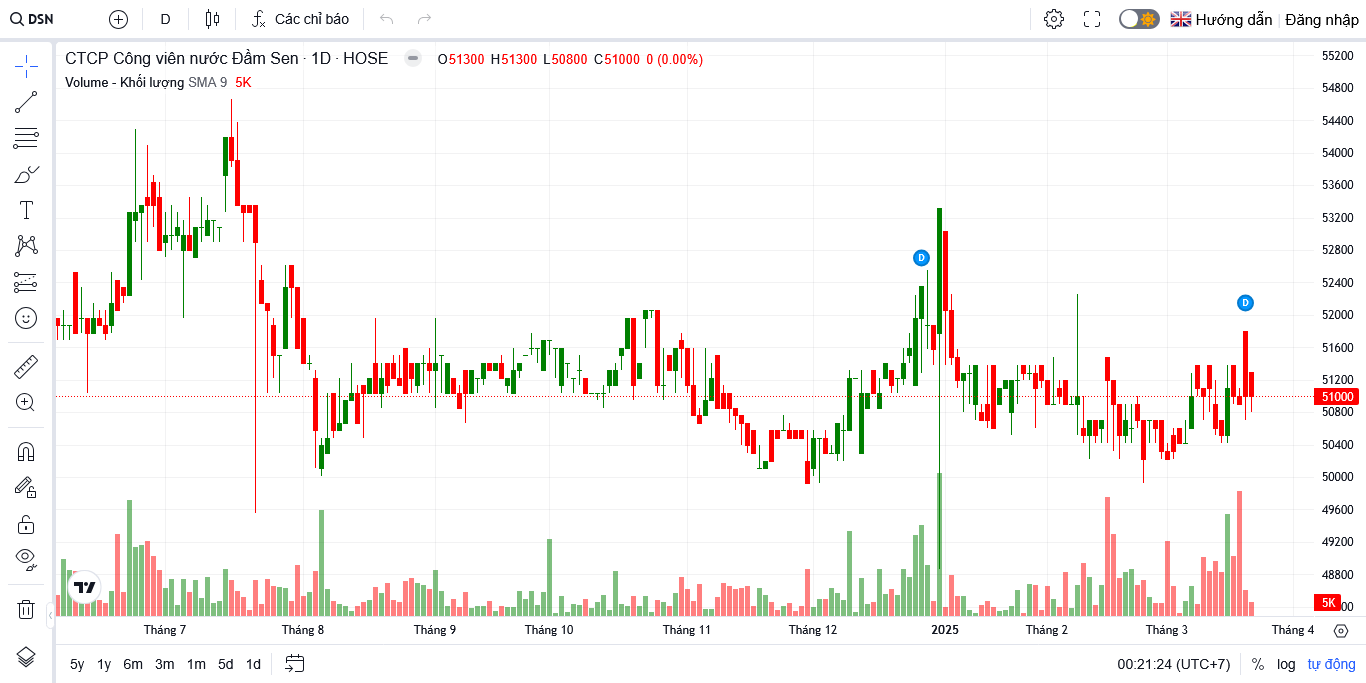 DSN D Các chỉ báo Hướng dẫn Đăng nhập
CTCP Công viên nước Đầm Sen · 1D · HOSE O51300 H51300 L50800 C51000 0 (0.00%)
Volume - Khối lượng SMA 9 5K
55200
54800
54400
54000
53600
53200
52800
D
52400
D
52000
51600
51200
51000
50800
50400
50000
49600
49200
48800
5K
Tháng 7 Tháng 8 Tháng 9 Tháng 10 Tháng 11 Tháng 12 2025 Tháng 2 Tháng 3 Tháng 4
5y 1y 6m 3m 1m 5d 1d 00:21:24 (UTC+7) % log tự động